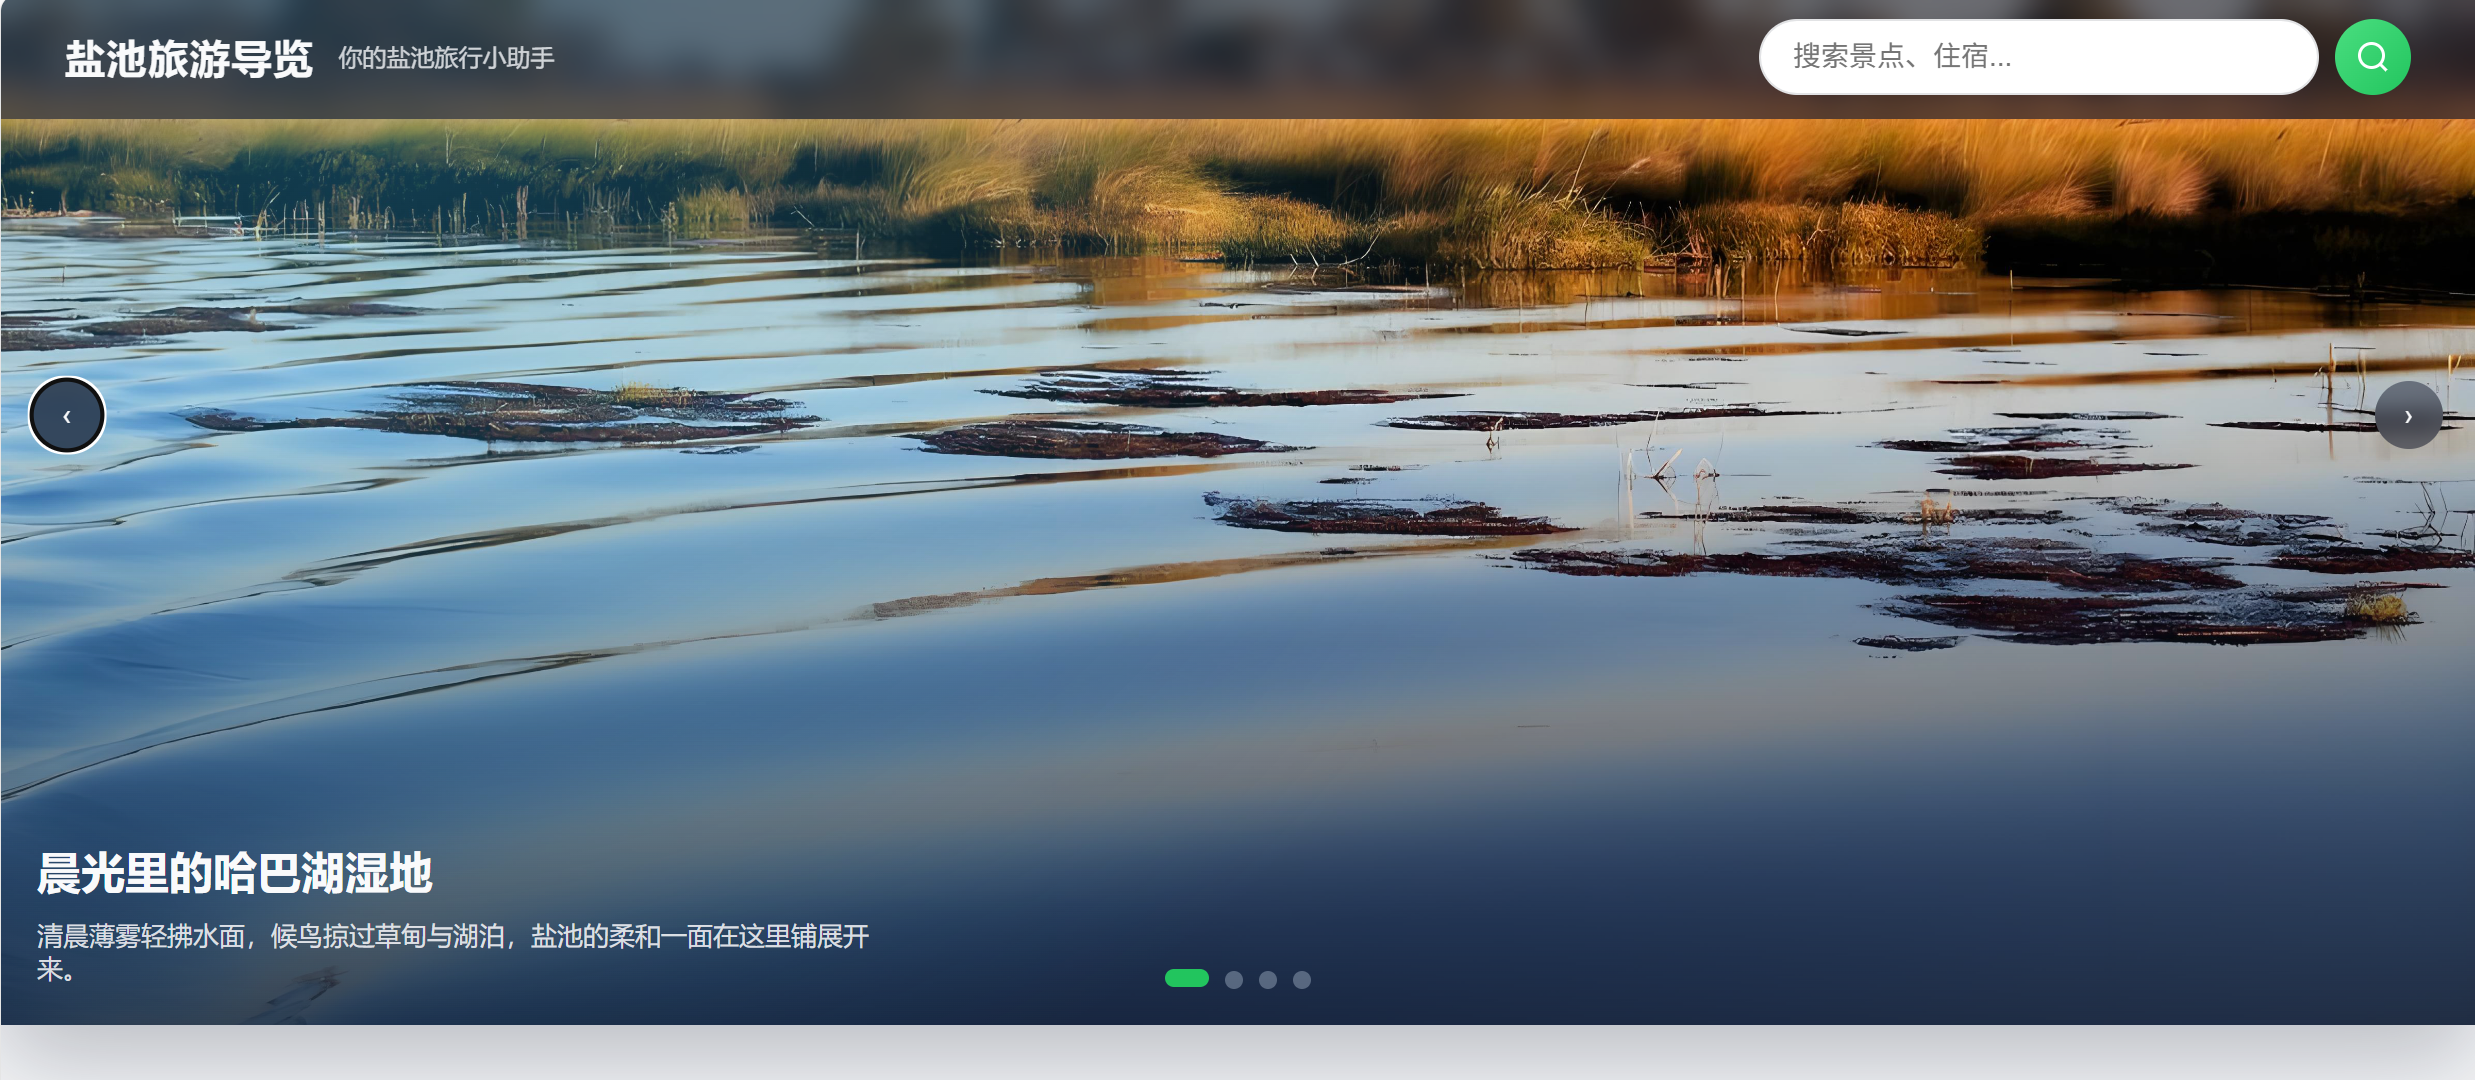 盐池旅游导览
你的盐池旅行小助手
搜索景点、住宿...
‹
›
晨光里的哈巴湖湿地
清晨薄雾轻拂水面，候鸟掠过草甸与湖泊，盐池的柔和一面在这里铺展开
来。